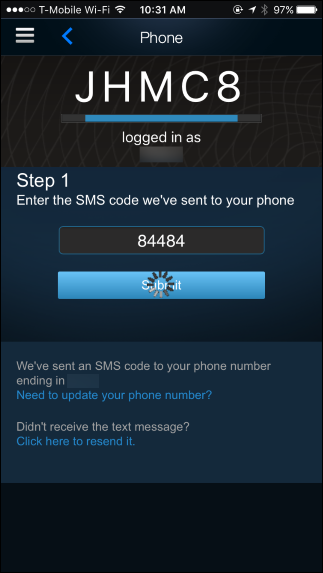 T-Mobile Wi-Fi 10:31 AM 97%
Phone
JHMC8
logged in as
Step 1
Enter the SMS code we've sent to your phone
84484
Submit
We've sent an SMS code to your phone number
ending in
Need to update your phone number?
Didn't receive the text message?
Click here to resend it.